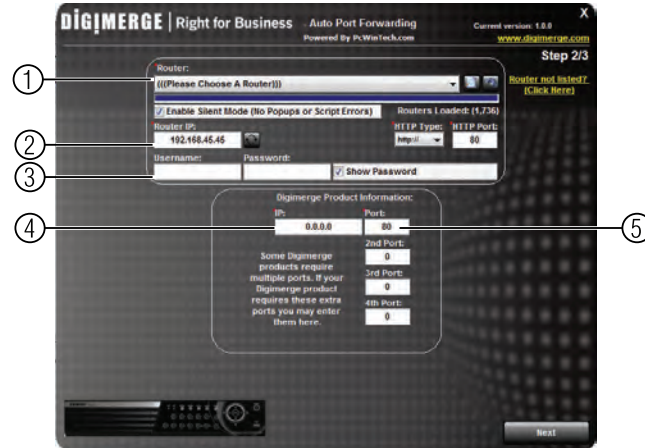 DIGIMERGE Right for Business Auto Port Forwarding
Powered By PcWinTech.com
Current version: 1.0.0
X
www.digimerge.com
Step 2/3
Router:
(((Please Choose A Router)))
Router not listed?
(Click Here)
Enable Silent Mode (No Popups or Script Errors)
Routers Loaded: (1,736)
Router IP:
HTTP Type:
HTTP Port:
192.168.45.45
http://
80
Username:
Password:
Show Password
Digimerge Product Information:
IP:
Port:
0.0.0.0
80
2nd Port:
0
3rd Port:
0
4th Port:
0
Some Digimerge
products require
multiple ports. If your
Digimerge product
requires these extra
ports you may enter
them here.
Next
1
2
3
4
5